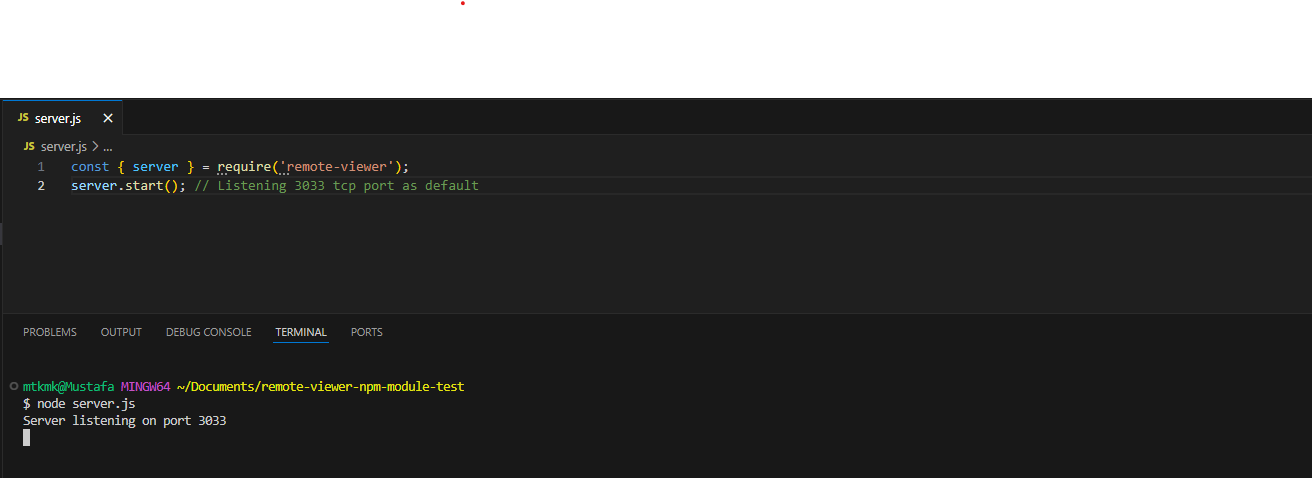 JS server.js ×
JS server.js > ...
1 const { server } = require('remote-viewer');
2 server.start(); // Listening 3033 tcp port as default
PROBLEMS OUTPUT DEBUG CONSOLE TERMINAL PORTS
mtkmk@Mustafa MINGW64 ~/Documents/remote-viewer-npm-module-test
$ node server.js
Server listening on port 3033